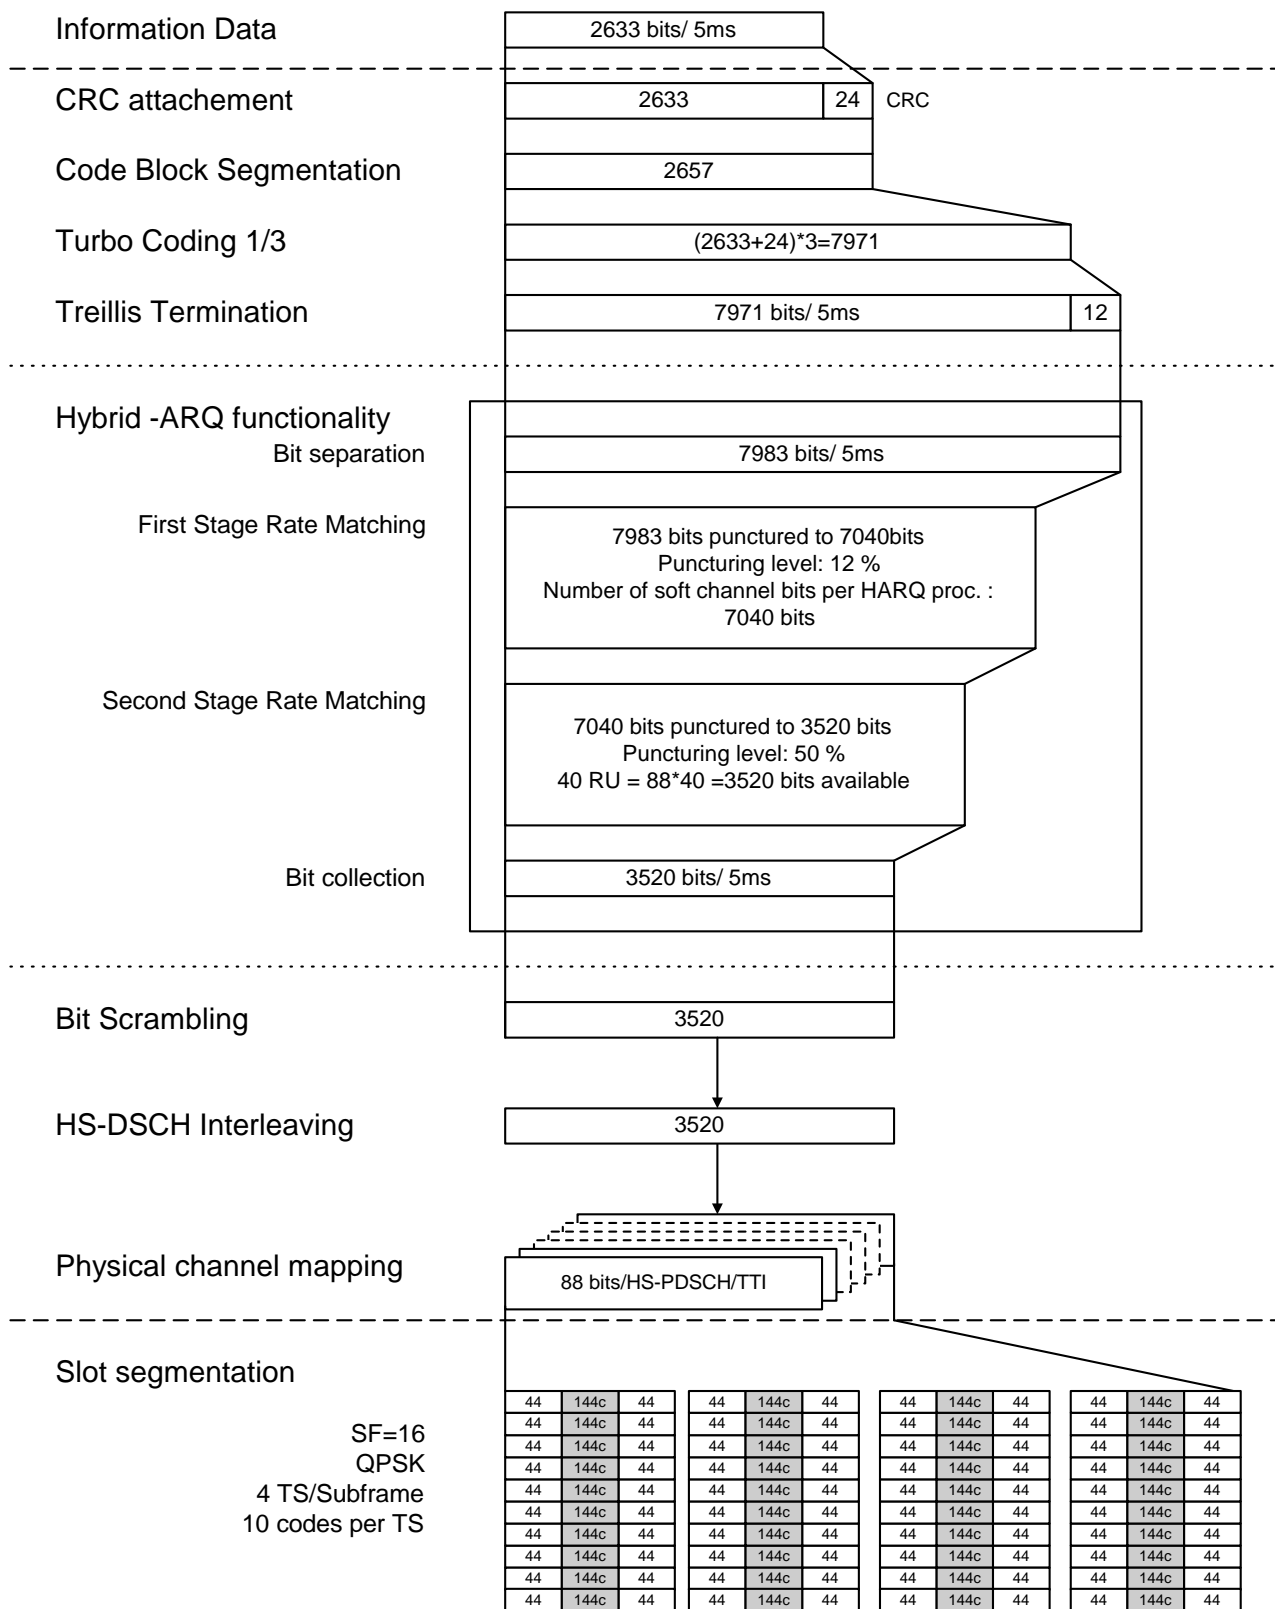 Information Data
2633 bits/ 5ms
CRC attachement
2633 24 CRC
Code Block Segmentation
2657
Turbo Coding 1/3
(2633+24)*3=7971
Treillis Termination
7971 bits/ 5ms 12
Hybrid -ARQ functionality
Bit separation
7983 bits/ 5ms
First Stage Rate Matching
7983 bits punctured to 7040bits
Puncturing level: 12 %
Number of soft channel bits per HARQ proc. :
7040 bits
Second Stage Rate Matching
7040 bits punctured to 3520 bits
Puncturing level: 50 %
40 RU = 88*40 =3520 bits available
Bit collection
3520 bits/ 5ms
Bit Scrambling
3520
HS-DSCH Interleaving
3520
Physical channel mapping
88 bits/HS-PDSCH/TTI
Slot segmentation
SF=16
QPSK
4 TS/Subframe
10 codes per TS
44 144c 44 44 144c 44 44 144c 44 44 144c 44
44 144c 44 44 144c 44 44 144c 44 44 144c 44
44 144c 44 44 144c 44 44 144c 44 44 144c 44
44 144c 44 44 144c 44 44 144c 44 44 144c 44
44 144c 44 44 144c 44 44 144c 44 44 144c 44
44 144c 44 44 144c 44 44 144c 44 44 144c 44
44 144c 44 44 144c 44 44 144c 44 44 144c 44
44 144c 44 44 144c 44 44 144c 44 44 144c 44
44 144c 44 44 144c 44 44 144c 44 44 144c 44
44 144c 44 44 144c 44 44 144c 44 44 144c 44